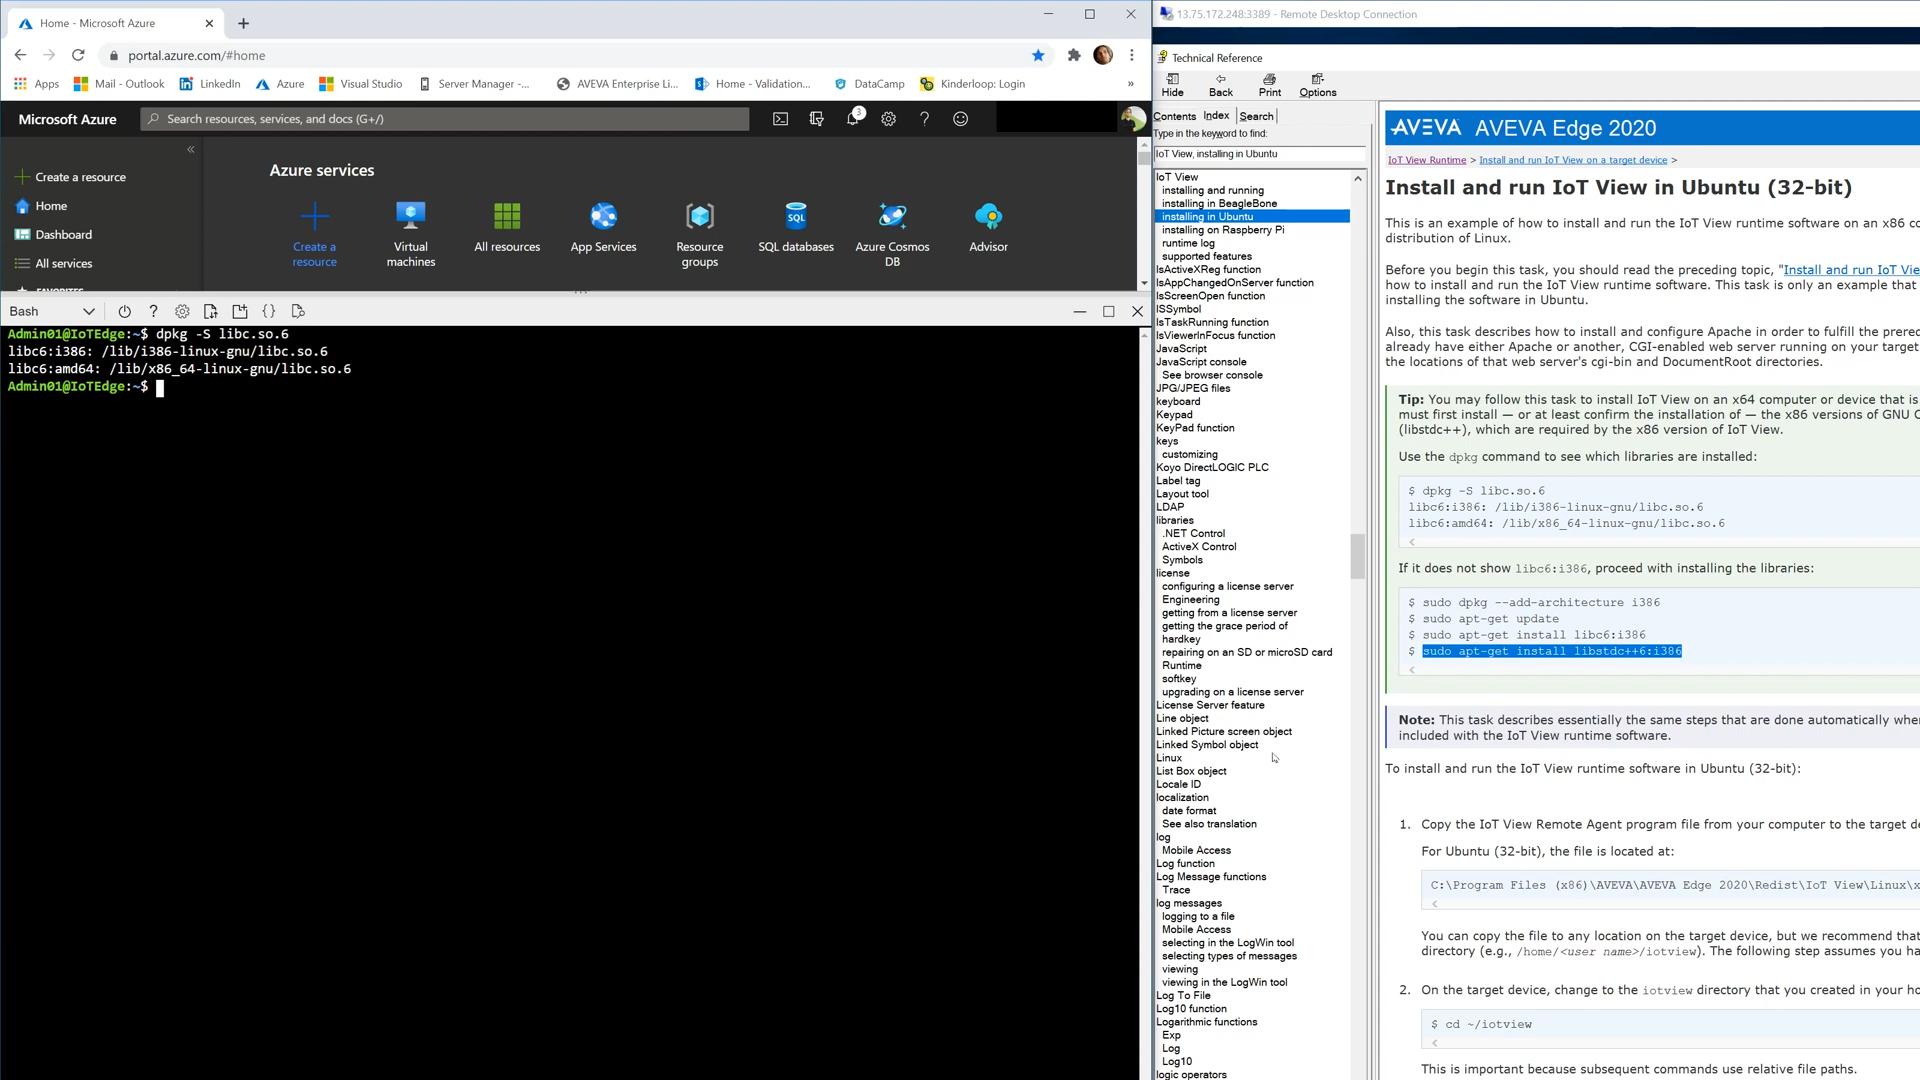 Home - Microsoft Azure
portal.azure.com/#home
Apps
Mail - Outlook
LinkedIn
Azure
Visual Studio
Server Manager -...
AVEVA Enterprise Li...
Home - Validation...
DataCamp
Kinderloop: Login
»
Microsoft Azure
Search resources, services, and docs (G+/)
3
Create a resource
Home
Dashboard
All services
Azure services
Create a resource
Virtual machines
All resources
App Services
Resource groups
SQL
SQL databases
Azure Cosmos DB
Advisor
Bash
Admin01@IoTEdge:~$ dpkg -S libc.so.6
libc6:i386: /lib/i386-linux-gnu/libc.so.6
libc6:amd64: /lib/x86_64-linux-gnu/libc.so.6
Admin01@IoTEdge:~$
13.75.172.248:3389 - Remote Desktop Connection
Technical Reference
Hide
Back
Print
Options
Contents
Index
Search
Type in the keyword to find:
IoT View, installing in Ubuntu
IoT View
installing and running
installing in BeagleBone
installing in Ubuntu
installing on Raspberry Pi
runtime log
supported features
IsActiveXReg function
IsAppChangedOnServer function
IsScreenOpen function
ISSymbol
IsTaskRunning function
IsViewerInFocus function
JavaScript
JavaScript console
See browser console
JPG/JPEG files
keyboard
Keypad
KeyPad function
keys
customizing
Koyo DirectLOGIC PLC
Label tag
Layout tool
LDAP
libraries
.NET Control
ActiveX Control
Symbols
license
configuring a license server
Engineering
getting from a license server
getting the grace period of
hardkey
repairing on an SD or microSD card
Runtime
softkey
upgrading on a license server
License Server feature
Line object
Linked Picture screen object
Linked Symbol object
Linux
List Box object
Locale ID
localization
date format
See also translation
log
Mobile Access
Log function
Log Message functions
Trace
log messages
logging to a file
Mobile Access
selecting in the LogWin tool
selecting types of messages
viewing
viewing in the LogWin tool
Log To File
Log10 function
Logarithmic functions
Exp
Log
Log10
logic operators
AVEVA AVEVA Edge 2020
IoT View Runtime > Install and run IoT View on a target device >
Install and run IoT View in Ubuntu (32-bit)
This is an example of how to install and run the IoT View runtime software on an x86 co
distribution of Linux.
Before you begin this task, you should read the preceding topic, "Install and run IoT Vie
how to install and run the IoT View runtime software. This task is only an example that
installing the software in Ubuntu.
Also, this task describes how to install and configure Apache in order to fulfill the prerec
already have either Apache or another, CGI-enabled web server running on your target
the locations of that web server's cgi-bin and DocumentRoot directories.
Tip: You may follow this task to install IoT View on an x64 computer or device that is
must first install — or at least confirm the installation of — the x86 versions of GNU C
(libstdc++), which are required by the x86 version of IoT View.
Use the dpkg command to see which libraries are installed:
$ dpkg -S libc.so.6
libc6:i386: /lib/i386-linux-gnu/libc.so.6
libc6:amd64: /lib/x86_64-linux-gnu/libc.so.6
If it does not show libc6:i386, proceed with installing the libraries:
$ sudo dpkg --add-architecture i386
$ sudo apt-get update
$ sudo apt-get install libc6:i386
$ sudo apt-get install libstdc++6:i386
Note: This task describes essentially the same steps that are done automatically whe
included with the IoT View runtime software.
To install and run the IoT View runtime software in Ubuntu (32-bit):
1. Copy the IoT View Remote Agent program file from your computer to the target de
For Ubuntu (32-bit), the file is located at:
C:\Program Files (x86)\AVEVA\AVEVA Edge 2020\Redist\IoT View\Linux\x
You can copy the file to any location on the target device, but we recommend that
directory (e.g., /home/<user name>/iotview). The following step assumes you ha
2. On the target device, change to the iotview directory that you created in your ho
$ cd ~/iotview
This is important because subsequent commands use relative file paths.